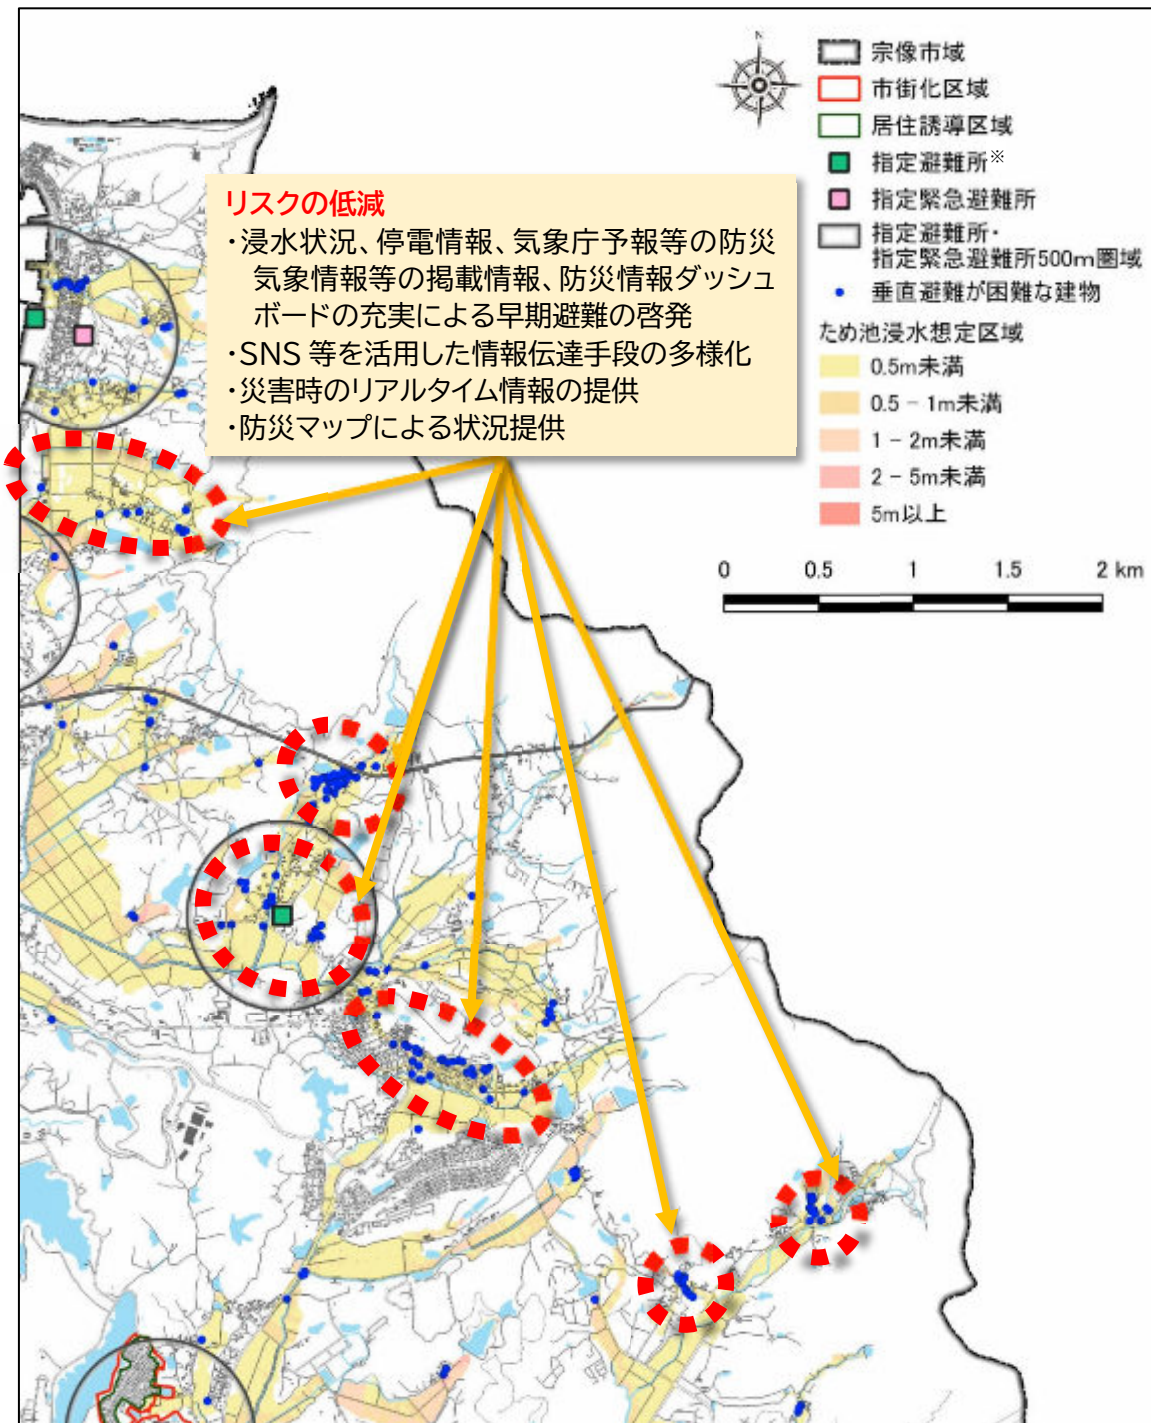 N
宗像市域
市街化区域
居住誘導区域
指定避難所※
指定緊急避難所
指定避難所・
指定緊急避難所500m圏域
垂直避難が困難な建物
ため池浸水想定区域
0.5m未満
0.5 - 1m未満
1 - 2m未満
2 - 5m未満
5m以上
0 0.5 1 1.5 2 km
リスクの低減
・浸水状況、停電情報、気象庁予報等の防災
気象情報等の掲載情報、防災情報ダッシュ
ボードの充実による早期避難の啓発
・SNS 等を活用した情報伝達手段の多様化
・災害時のリアルタイム情報の提供
・防災マップによる状況提供